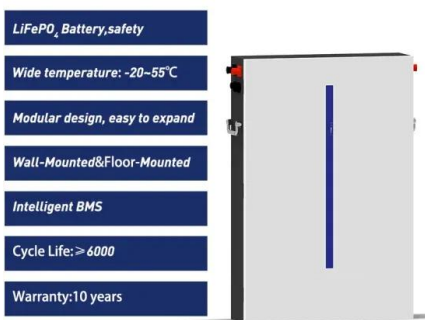 LiFePO₄ Battery,safety
Wide temperature: -20~55℃
Modular design, easy to expand
Wall-Mounted&Floor-Mounted
Intelligent BMS
Cycle Life:≥6000
Warranty:10 years